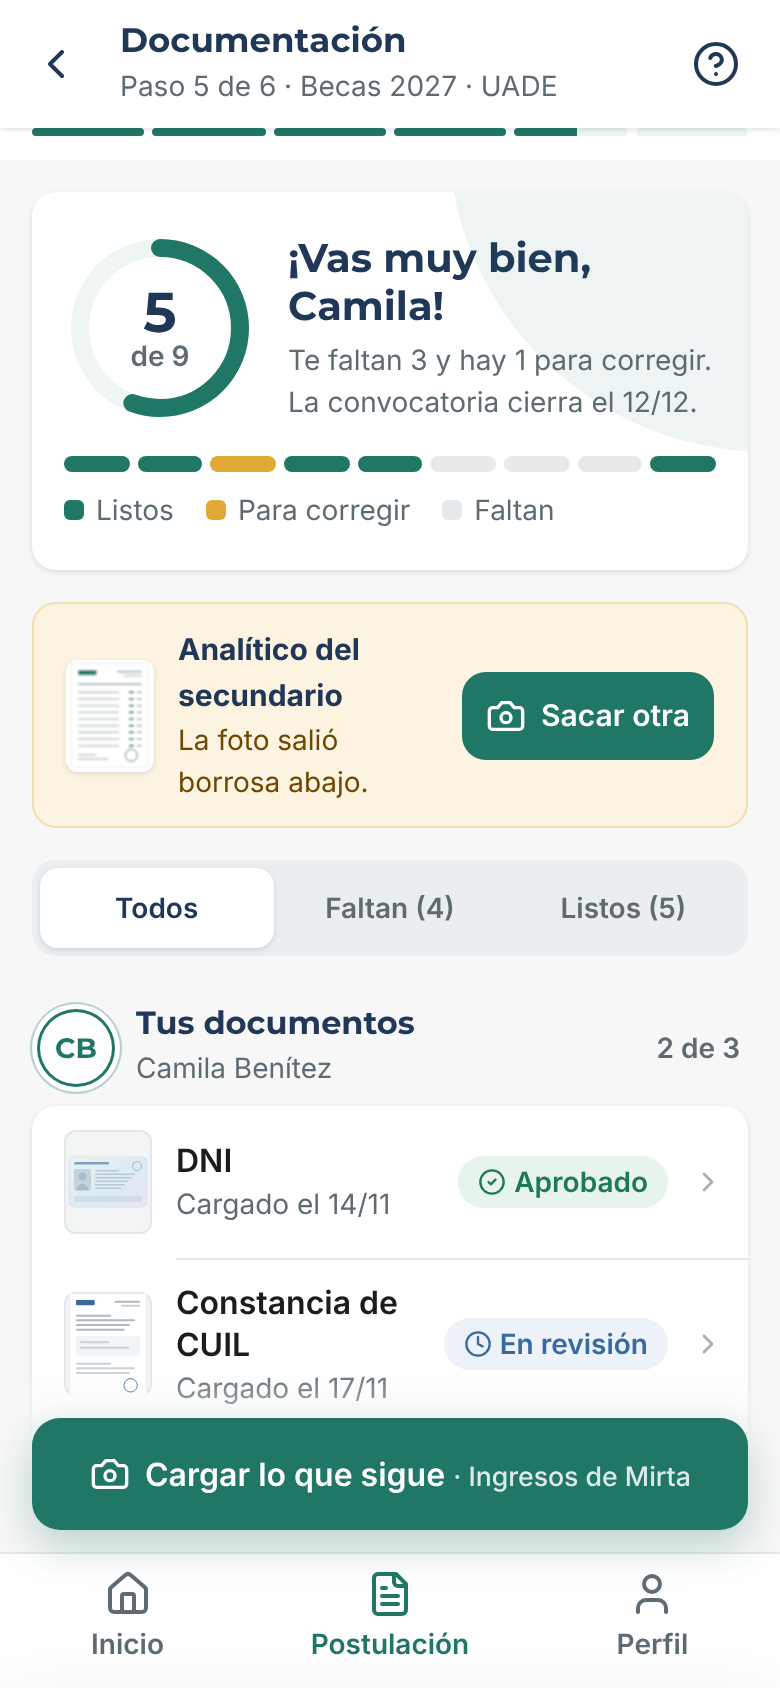 Documentación
Paso 5 de 6 · Becas 2027 · UADE
5
de 9
¡Vas muy bien,
Camila!
Te faltan 3 y hay 1 para corregir.
La convocatoria cierra el 12/12.
Listos
Para corregir
Faltan
Analítico del
secundario
La foto salió
borrosa abajo.
Sacar otra
Todos
Faltan (4)
Listos (5)
CB
Tus documentos
Camila Benítez
2 de 3
DNI
Cargado el 14/11
Aprobado
Constancia de
CUIL
Cargado el 17/11
En revisión
Cargar lo que sigue · Ingresos de Mirta
Inicio
Postulación
Perfil